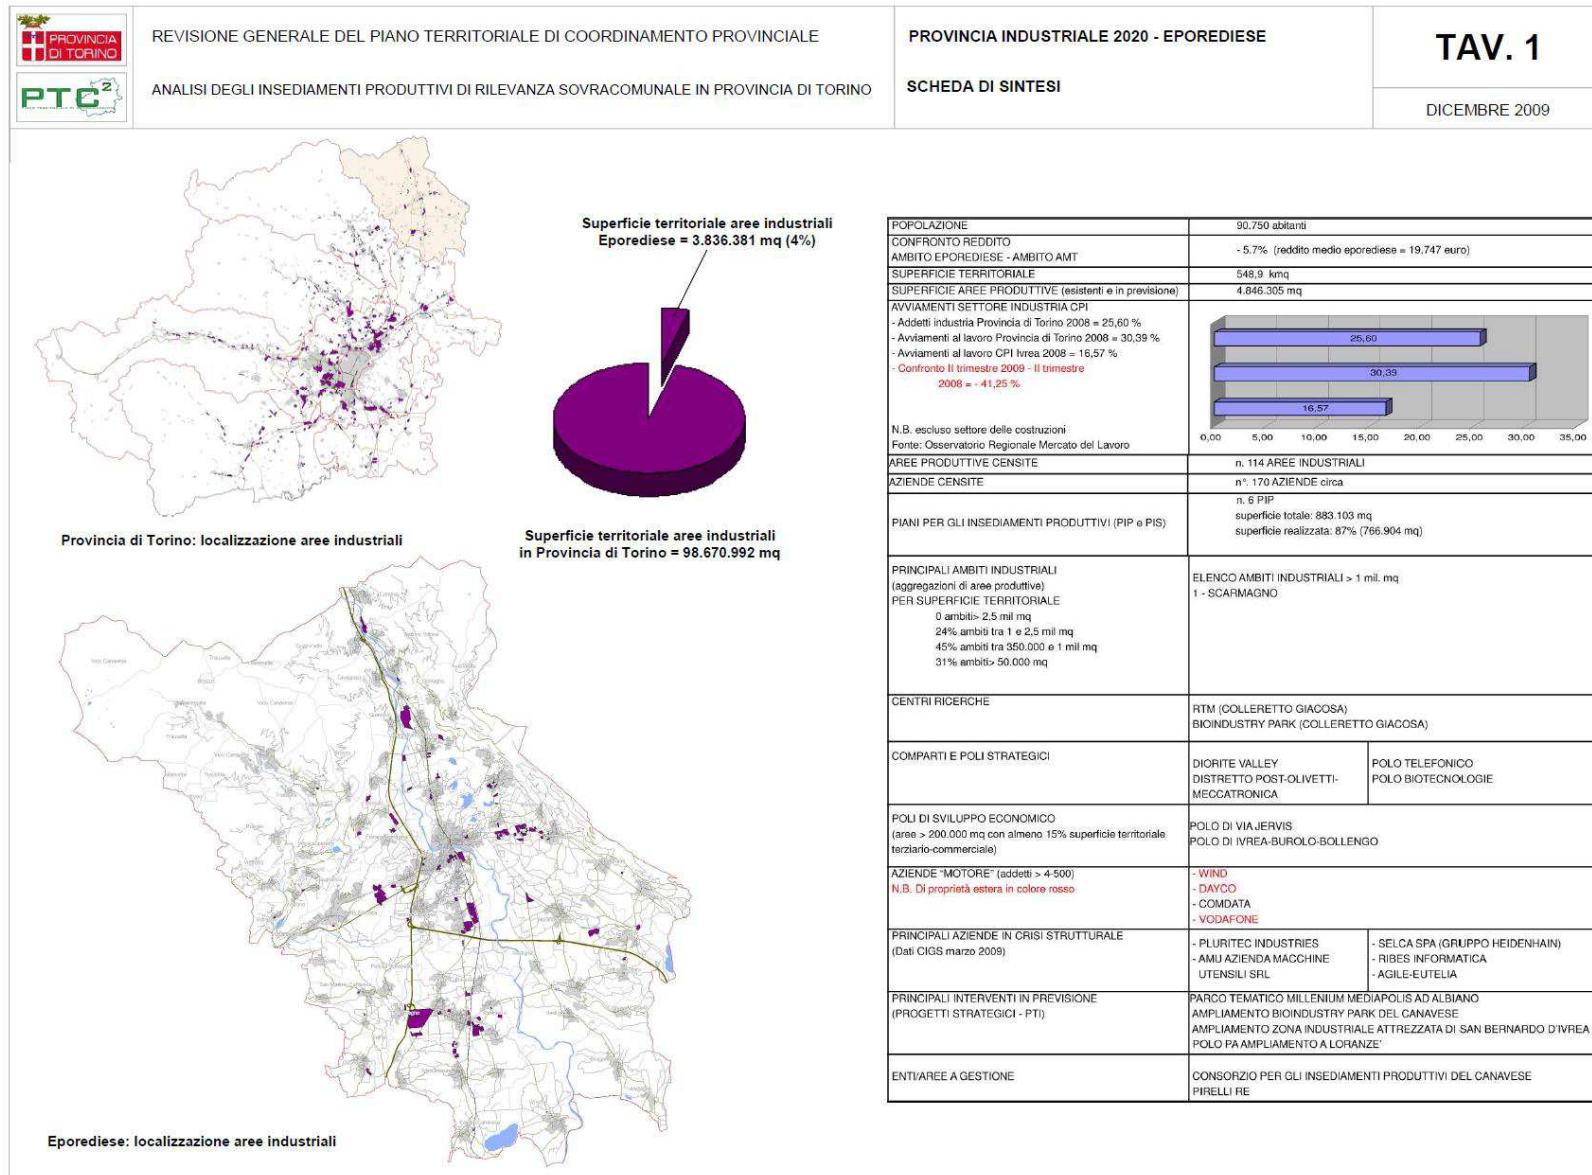 PROVINCIA
DI TORINO
PTC2
REVISIONE GENERALE DEL PIANO TERRITORIALE DI COORDINAMENTO PROVINCIALE
ANALISI DEGLI INSEDIAMENTI PRODUTTIVI DI RILEVANZA SOVRACOMUNALE IN PROVINCIA DI TORINO
PROVINCIA INDUSTRIALE 2020 - EPOREDIESE
SCHEDA DI SINTESI
TAV. 1
DICEMBRE 2009
Superficie territoriale aree industriali
Eporediese = 3.836.381 mq (4%)
Superficie territoriale aree industriali
in Provincia di Torino = 98.670.992 mq
Provincia di Torino: localizzazione aree industriali
Eporediese: localizzazione aree industriali
POPOLAZIONE
90.750 abitanti
CONFRONTO REDDITO
AMBITO EPOREDIESE - AMBITO AMT
- 5.7% (reddito medio eporediese = 19.747 euro)
SUPERFICIE TERRITORIALE
548,9 kmq
SUPERFICIE AREE PRODUTTIVE (esistenti e in previsione)
4.846.305 mq
AVVIAMENTI SETTORE INDUSTRIA CPI
- Addetti industria Provincia di Torino 2008 = 25,60 %
- Avviamenti al lavoro Provincia di Torino 2008 = 30,39 %
- Avviamenti al lavoro CPI Ivrea 2008 = 16,57 %
- Confronto II trimestre 2009 - II trimestre
2008 = - 41,25 %
N.B. escluso settore delle costruzioni
Fonte: Osservatorio Regionale Mercato del Lavoro
25,60
30,39
16,57
0,00 5,00 10,00 15,00 20,00 25,00 30,00 35,00
AREE PRODUTTIVE CENSITE
n. 114 AREE INDUSTRIALI
AZIENDE CENSITE
n°. 170 AZIENDE circa
PIANI PER GLI INSEDIAMENTI PRODUTTIVI (PIP e PIS)
n. 6 PIP
superficie totale: 883.103 mq
superficie realizzata: 87% (766.904 mq)
PRINCIPALI AMBITI INDUSTRIALI
(aggregazioni di aree produttive)
PER SUPERFICIE TERRITORIALE
0 ambiti> 2,5 mil mq
24% ambiti tra 1 e 2,5 mil mq
45% ambiti tra 350.000 e 1 mil mq
31% ambiti> 50.000 mq
ELENCO AMBITI INDUSTRIALI > 1 mil. mq
1 - SCARMAGNO
CENTRI RICERCHE
RTM (COLLERETTO GIACOSA)
BIOINDUSTRY PARK (COLLERETTO GIACOSA)
COMPARTI E POLI STRATEGICI
DIORITE VALLEY
DISTRETTO POST-OLIVETTI-
MECCATRONICA
POLO TELEFONICO
POLO BIOTECNOLOGIE
POLI DI SVILUPPO ECONOMICO
(aree > 200.000 mq con almeno 15% superficie territoriale
terziario-commerciale)
POLO DI VIA JERVIS
POLO DI IVREA-BUROLO-BOLLENGO
AZIENDE "MOTORE" (addetti > 4-500)
N.B. Di proprietà estera in colore rosso
- WIND
- DAYCO
- COMDATA
- VODAFONE
PRINCIPALI AZIENDE IN CRISI STRUTTURALE
(Dati CIGS marzo 2009)
- PLURITEC INDUSTRIES
- AMU AZIENDA MACCHINE
UTENSILI SRL
- SELCA SPA (GRUPPO HEIDENHAIN)
- RIBES INFORMATICA
- AGILE-EUTELIA
PRINCIPALI INTERVENTI IN PREVISIONE
(PROGETTI STRATEGICI - PTI)
PARCO TEMATICO MILLENIUM MEDIAPOLIS AD ALBIANO
AMPLIAMENTO BIOINDUSTRY PARK DEL CANAVESE
AMPLIAMENTO ZONA INDUSTRIALE ATTREZZATA DI SAN BERNARDO D'IVREA
POLO PA AMPLIAMENTO A LORANZE'
ENTI/AREE A GESTIONE
CONSORZIO PER GLI INSEDIAMENTI PRODUTTIVI DEL CANAVESE
PIRELLI RE